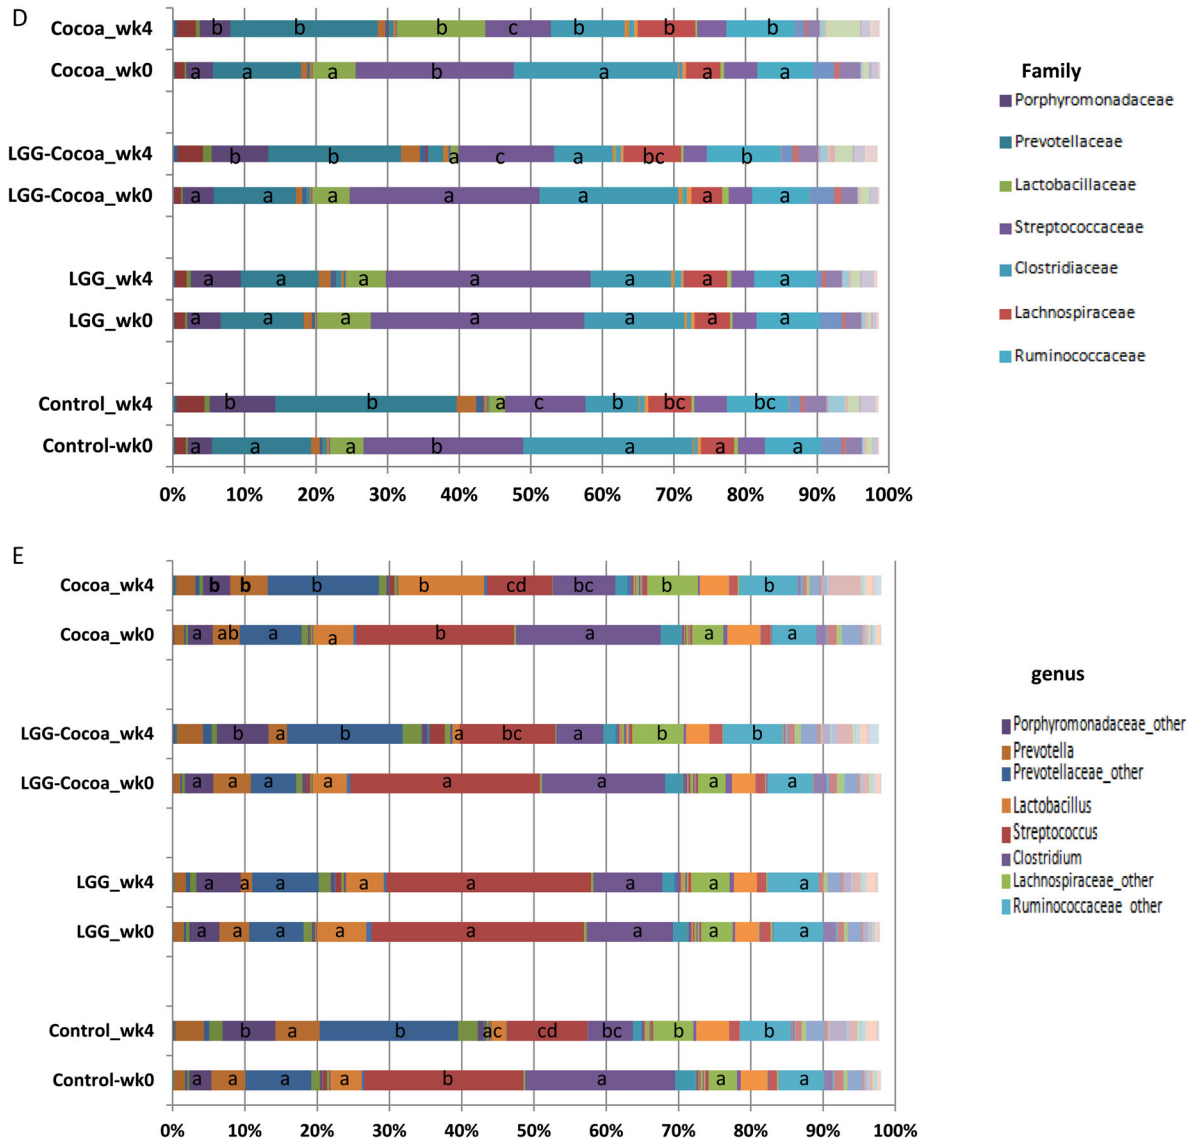 D
Cocoa_wk4 b b b c b b b
Cocoa_wk0 a a a b a a a
LGG-Cocoa_wk4 b b a c a bc b
LGG-Cocoa_wk0 a a a a a a a
LGG_wk4 a a a a a a a
LGG_wk0 a a a a a a a
Control_wk4 b b a c b bc bc
Control-wk0 a a a b a a a
0% 10% 20% 30% 40% 50% 60% 70% 80% 90% 100%
Family
Porphyromonadaceae
Prevotellaceae
Lactobacillaceae
Streptococcaceae
Clostridiaceae
Lachnospiraceae
Ruminococcaceae
E
Cocoa_wk4 b b b b cd bc b b
Cocoa_wk0 a ab a a b a a a
LGG-Cocoa_wk4 b a b a bc a b b
LGG-Cocoa_wk0 a a a a a a a a
LGG_wk4 a a a a a a a a
LGG_wk0 a a a a a a a a
Control_wk4 b a b ac cd bc b b
Control-wk0 a a a a b a a a
0% 10% 20% 30% 40% 50% 60% 70% 80% 90% 100%
genus
Porphyromonadaceae_other
Prevotella
Prevotellaceae_other
Lactobacillus
Streptococcus
Clostridium
Lachnospiraceae_other
Ruminococcaceae other